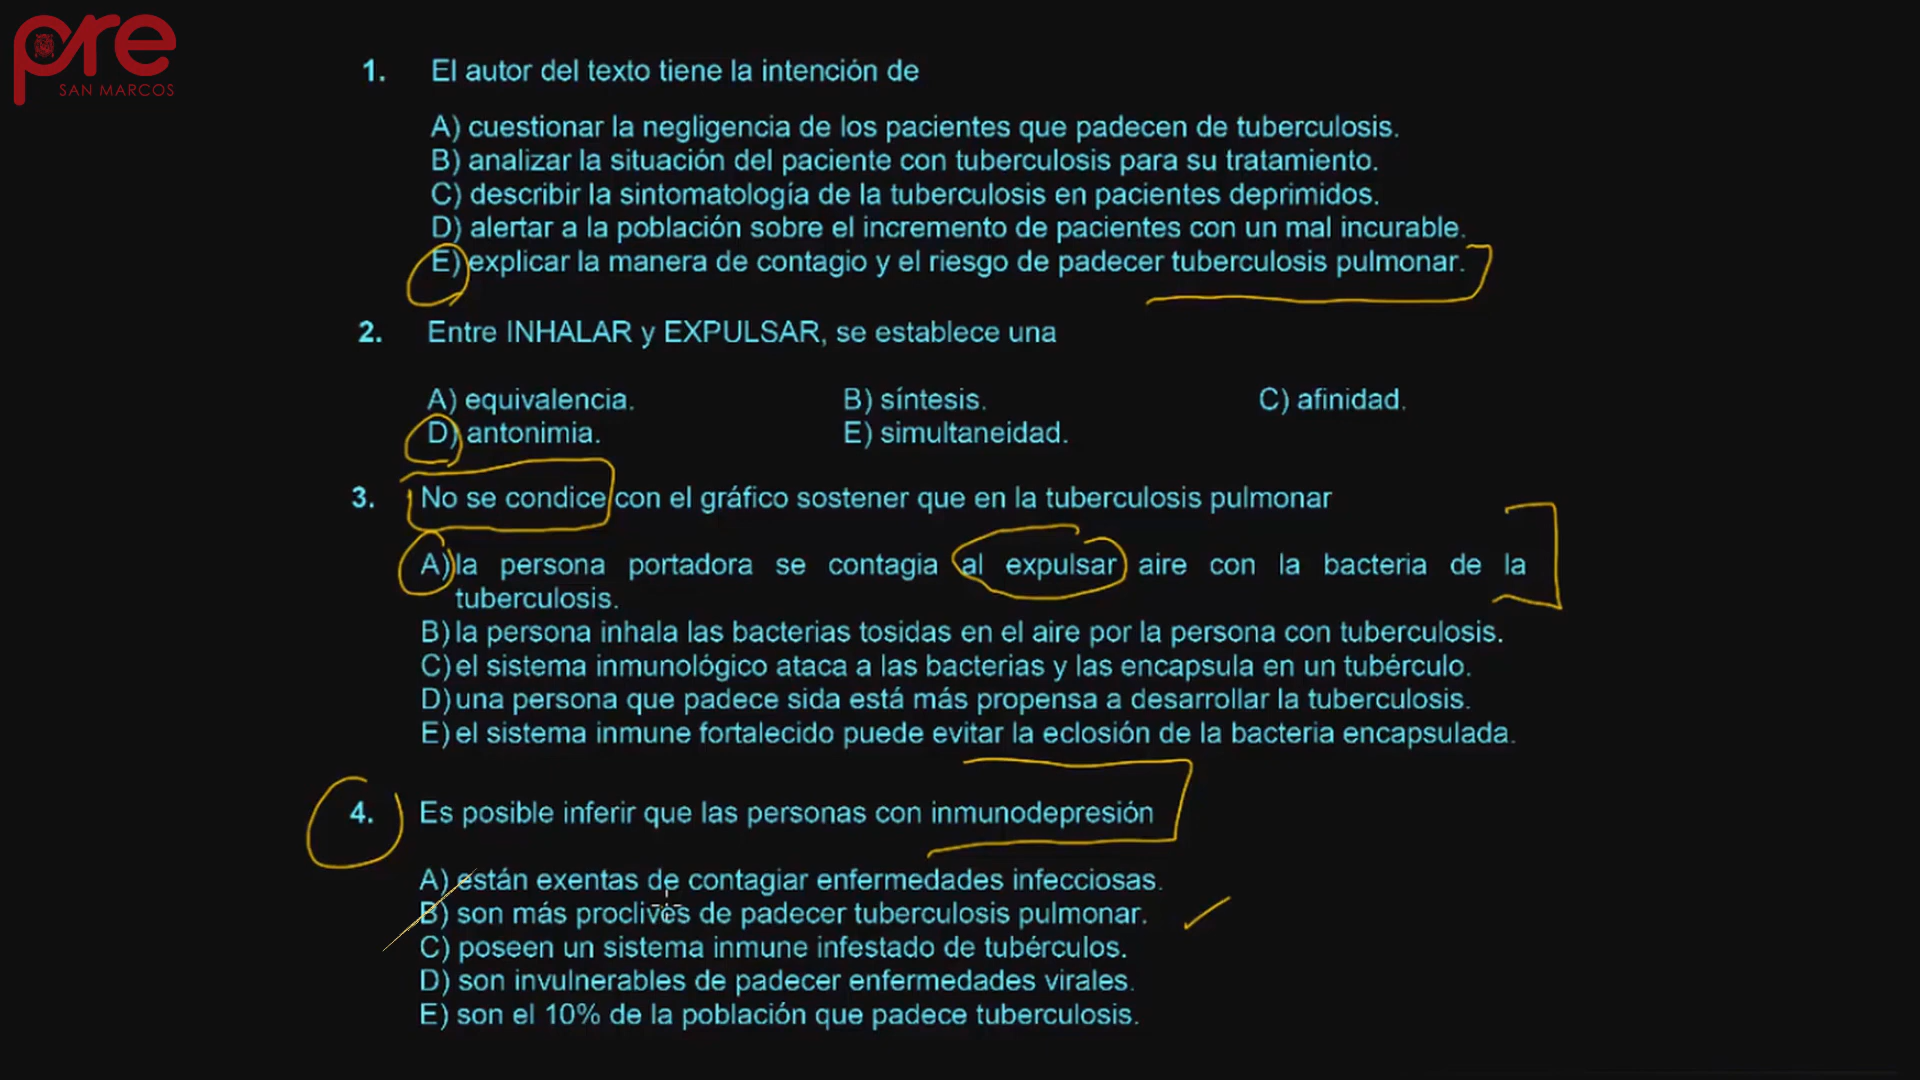 pre
SAN MARCOS
1. El autor del texto tiene la intención de
A) cuestionar la negligencia de los pacientes que padecen de tuberculosis.
B) analizar la situación del paciente con tuberculosis para su tratamiento.
C) describir la sintomatología de la tuberculosis en pacientes deprimidos.
D) alertar a la población sobre el incremento de pacientes con un mal incurable.
E) explicar la manera de contagio y el riesgo de padecer tuberculosis pulmonar.
2. Entre INHALAR y EXPULSAR, se establece una
A) equivalencia. B) síntesis. C) afinidad.
D) antonimia. E) simultaneidad.
3. No se condice con el gráfico sostener que en la tuberculosis pulmonar
A) la persona portadora se contagia al expulsar aire con la bacteria de la
tuberculosis.
B) la persona inhala las bacterias tosidas en el aire por la persona con tuberculosis.
C) el sistema inmunológico ataca a las bacterias y las encapsula en un tubérculo.
D) una persona que padece sida está más propensa a desarrollar la tuberculosis.
E) el sistema inmune fortalecido puede evitar la eclosión de la bacteria encapsulada.
4. Es posible inferir que las personas con inmunodepresión
A) están exentas de contagiar enfermedades infecciosas.
B) son más proclives de padecer tuberculosis pulmonar.
C) poseen un sistema inmune infestado de tubérculos.
D) son invulnerables de padecer enfermedades virales.
E) son el 10% de la población que padece tuberculosis.